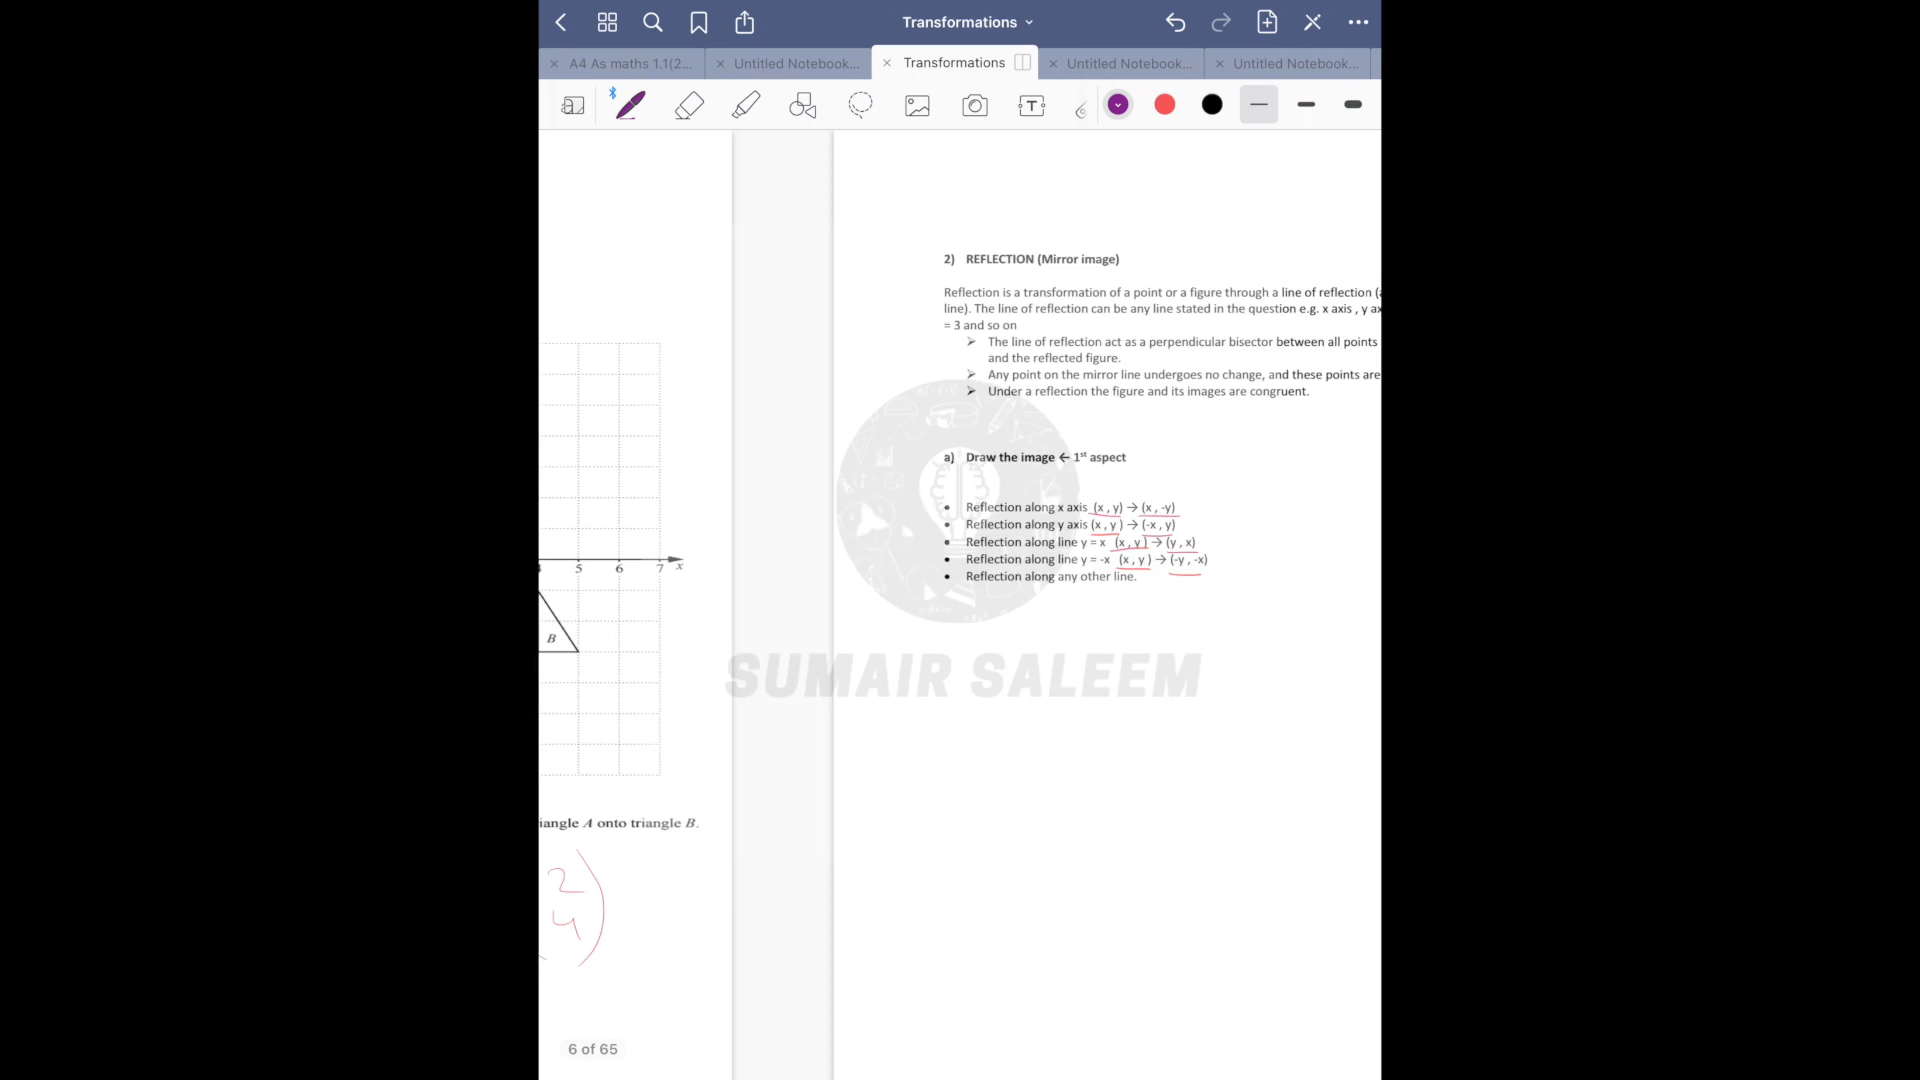 Transformations
A4 As maths 1.1(2...
Untitled Notebook...
Transformations
Untitled Notebook...
Untitled Notebook...
2) REFLECTION (Mirror image)
Reflection is a transformation of a point or a figure through a line of reflection (
line). The line of reflection can be any line stated in the question e.g. x axis , y ax
= 3 and so on
➢ The line of reflection act as a perpendicular bisector between all points
and the reflected figure.
➢ Any point on the mirror line undergoes no change, and these points are
➢ Under a reflection the figure and its images are congruent.
a) Draw the image ← 1st aspect
• Reflection along x axis (x , y) → (x , -y)
• Reflection along y axis (x , y ) → (-x , y)
• Reflection along line y = x (x , y ) → (y , x)
• Reflection along line y = -x (x , y ) → (-y , -x)
• Reflection along any other line.
SUMAIR SALEEM
5 6 7 x
B
iangle A onto triangle B.
2
4
6 of 65